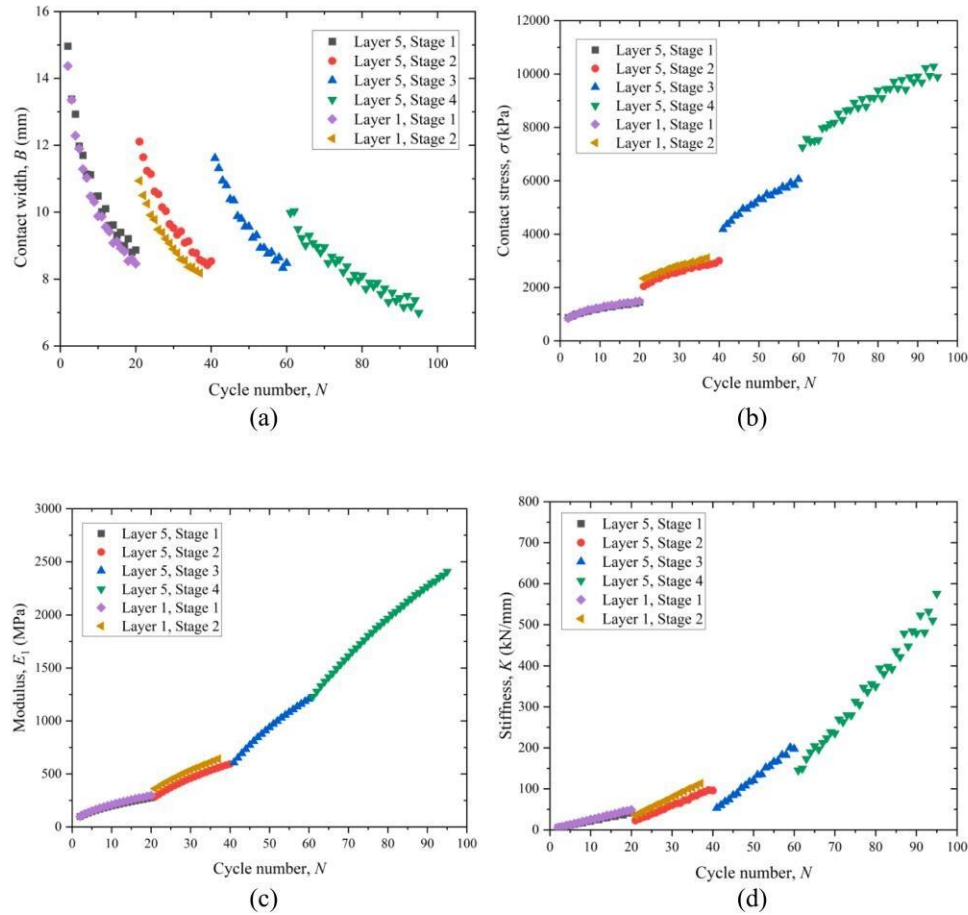 16
14
12
10
8
6
0
20
40
60
80
100
Contact width, B (mm)
Cycle number, N
Layer 5, Stage 1
Layer 5, Stage 2
Layer 5, Stage 3
Layer 5, Stage 4
Layer 1, Stage 1
Layer 1, Stage 2
(a)
12000
10000
8000
6000
4000
2000
0
0 10 20 30 40 50 60 70 80 90 100
Contact stress, σ (kPa)
Cycle number, N
Layer 5, Stage 1
Layer 5, Stage 2
Layer 5, Stage 3
Layer 5, Stage 4
Layer 1, Stage 1
Layer 1, Stage 2
(b)
3000
2500
2000
1500
1000
500
0
0 10 20 30 40 50 60 70 80 90 100
Modulus, E₁ (MPa)
Cycle number, N
Layer 5, Stage 1
Layer 5, Stage 2
Layer 5, Stage 3
Layer 5, Stage 4
Layer 1, Stage 1
Layer 1, Stage 2
(c)
800
700
600
500
400
300
200
100
0
0 10 20 30 40 50 60 70 80 90 100
Stiffness, K (kN/mm)
Cycle number, N
Layer 5, Stage 1
Layer 5, Stage 2
Layer 5, Stage 3
Layer 5, Stage 4
Layer 1, Stage 1
Layer 1, Stage 2
(d)